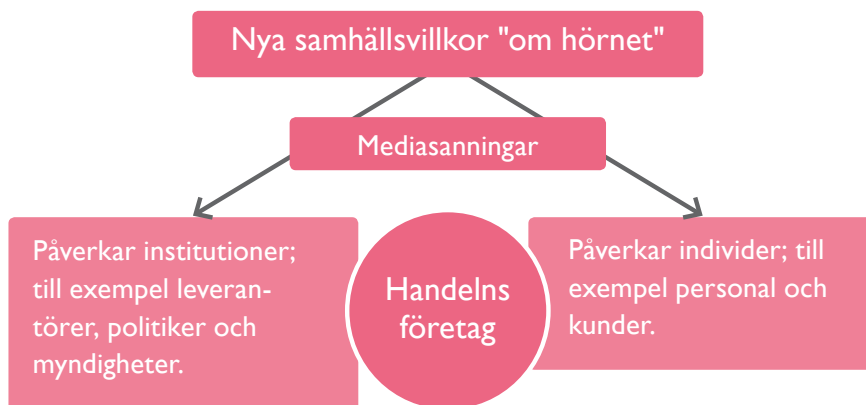 Nya samhällsvillkor "om hörnet"
Mediasanningar
Påverkar institutioner;
till exempel leveran-
törer, politiker och
myndigheter.
Handelns
företag
Påverkar individer; till
exempel personal och
kunder.